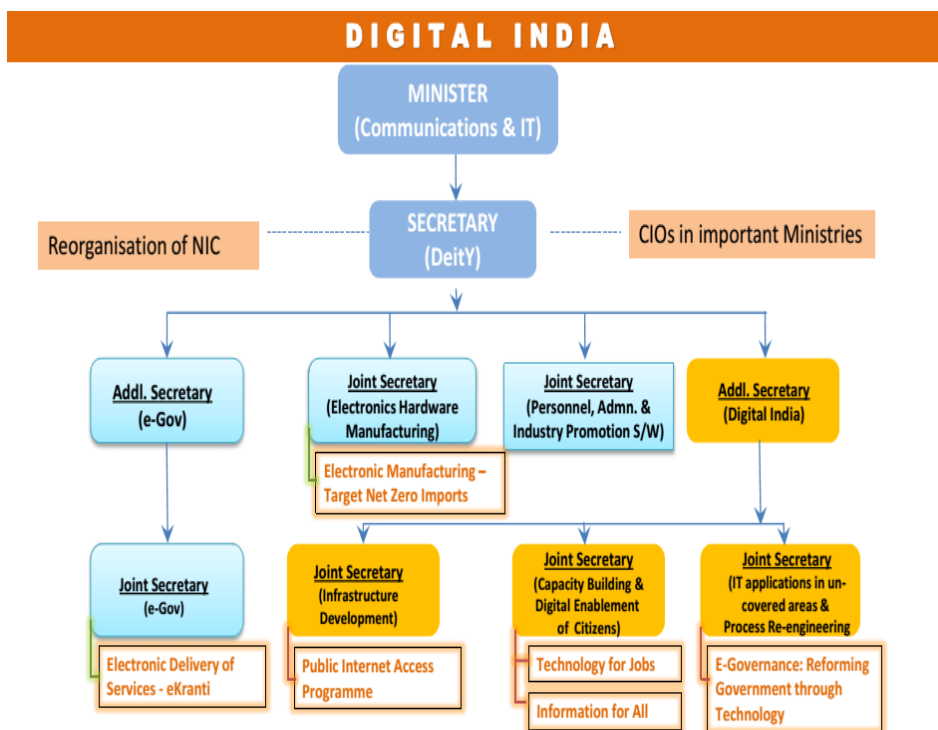 DIGITAL INDIA
MINISTER
(Communications & IT)
Reorganisation of NIC
SECRETARY
(DeitY)
CIOs in important Ministries
Addl. Secretary
(e-Gov)
Joint Secretary
(Electronics Hardware
Manufacturing)
Joint Secretary
(Personnel, Admn. &
Industry Promotion S/W)
Addl. Secretary
(Digital India)
Electronic Manufacturing –
Target Net Zero Imports
Joint Secretary
(e-Gov)
Joint Secretary
(Infrastructure
Development)
Joint Secretary
(Capacity Building &
Digital Enablement
of Citizens)
Joint Secretary
(IT applications in un-
covered areas &
Process Re-engineering
Electronic Delivery of
Services - eKranti
Public Internet Access
Programme
Technology for Jobs
Information for All
E-Governance: Reforming
Government through
Technology